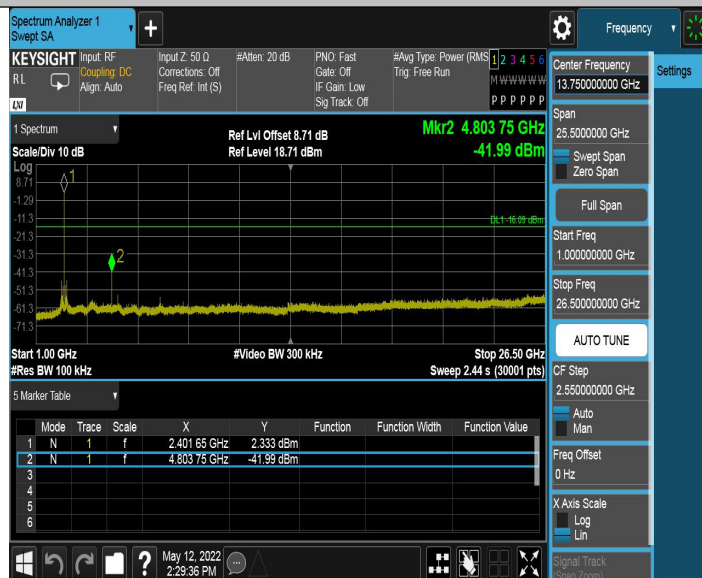 Spectrum Analyzer 1
Swept SA
+
Frequency
KEYSIGHT
RL
LXI
Input: RF
Coupling: DC
Align: Auto
Input Z: 50 Ω
Corrections: Off
Freq Ref: Int (S)
#Atten: 20 dB
PNO: Fast
Gate: Off
IF Gain: Low
Sig Track: Off
#Avg Type: Power (RMS
Trig: Free Run
1 2 3 4 5 6
M W W W W W
P P P P P P
1 Spectrum
Scale/Div 10 dB
Ref Lvl Offset 8.71 dB
Ref Level 18.71 dBm
Mkr2 4.803 75 GHz
-41.99 dBm
Log
8.71
-1.29
-11.3
-21.3
-31.3
-41.3
-51.3
-61.3
-71.3
1
2
DL1 -16.09 dBm
Start 1.00 GHz
#Res BW 100 kHz
#Video BW 300 kHz
Stop 26.50 GHz
Sweep 2.44 s (30001 pts)
5 Marker Table
Mode Trace Scale X Y Function Function Width Function Value
1 N 1 f 2.401 65 GHz 2.333 dBm
2 N 1 f 4.803 75 GHz -41.99 dBm
3
4
5
6
?
May 12, 2022
2:29:36 PM
Center Frequency
13.750000000 GHz
Settings
Span
25.5000000 GHz
Swept Span
Zero Span
Full Span
Start Freq
1.000000000 GHz
Stop Freq
26.500000000 GHz
AUTO TUNE
CF Step
2.550000000 GHz
Auto
Man
Freq Offset
0 Hz
X Axis Scale
Log
Lin
Signal Track
(Span Zoom)